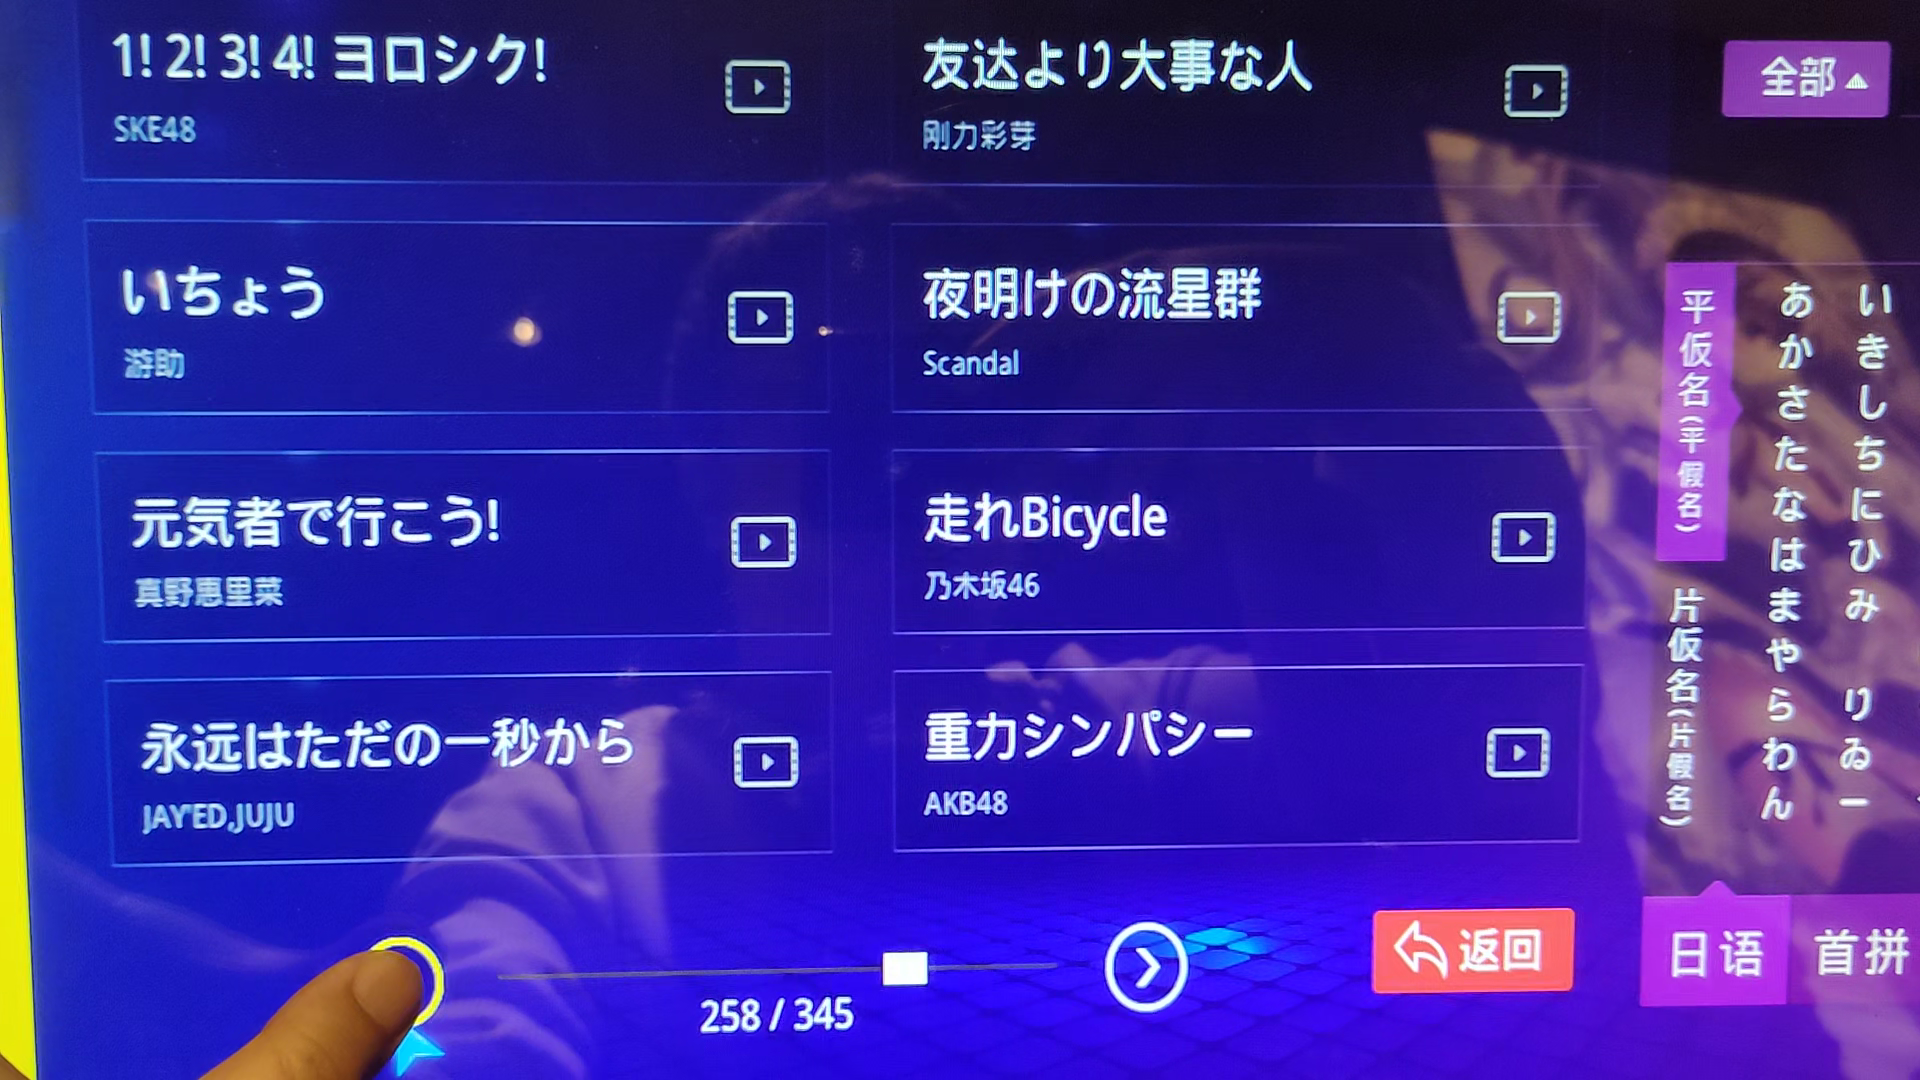 1! 2! 3! 4! ヨロシク!
SKE48
友达より大事な人
刚力彩芽
いちょう
游助
夜明けの流星群
Scandal
元気者で行こう!
真野恵里菜
走れBicycle
乃木坂46
永远はただの一秒から
JAY'ED,JUJU
重力シンパシー
AKB48
258 / 345
返回
全部
平仮名(平假名)
片仮名(片假名)
あかさたなはまやらわん
いきしちにひみ りゐー
日语
首拼